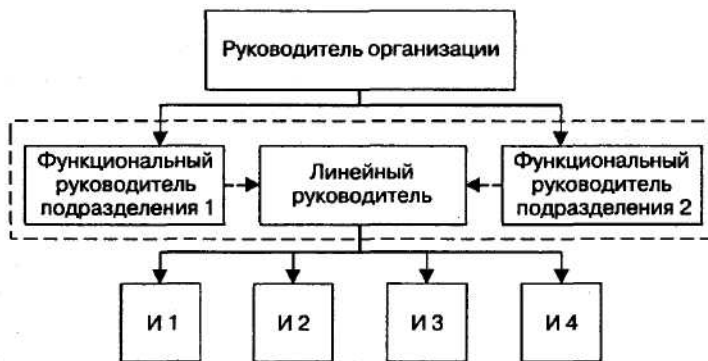 Руководитель организации
Функциональный
руководитель
подразделения 1
Линейный
руководитель
Функциональный
руководитель
подразделения 2
И 1
И 2
И 3
И 4